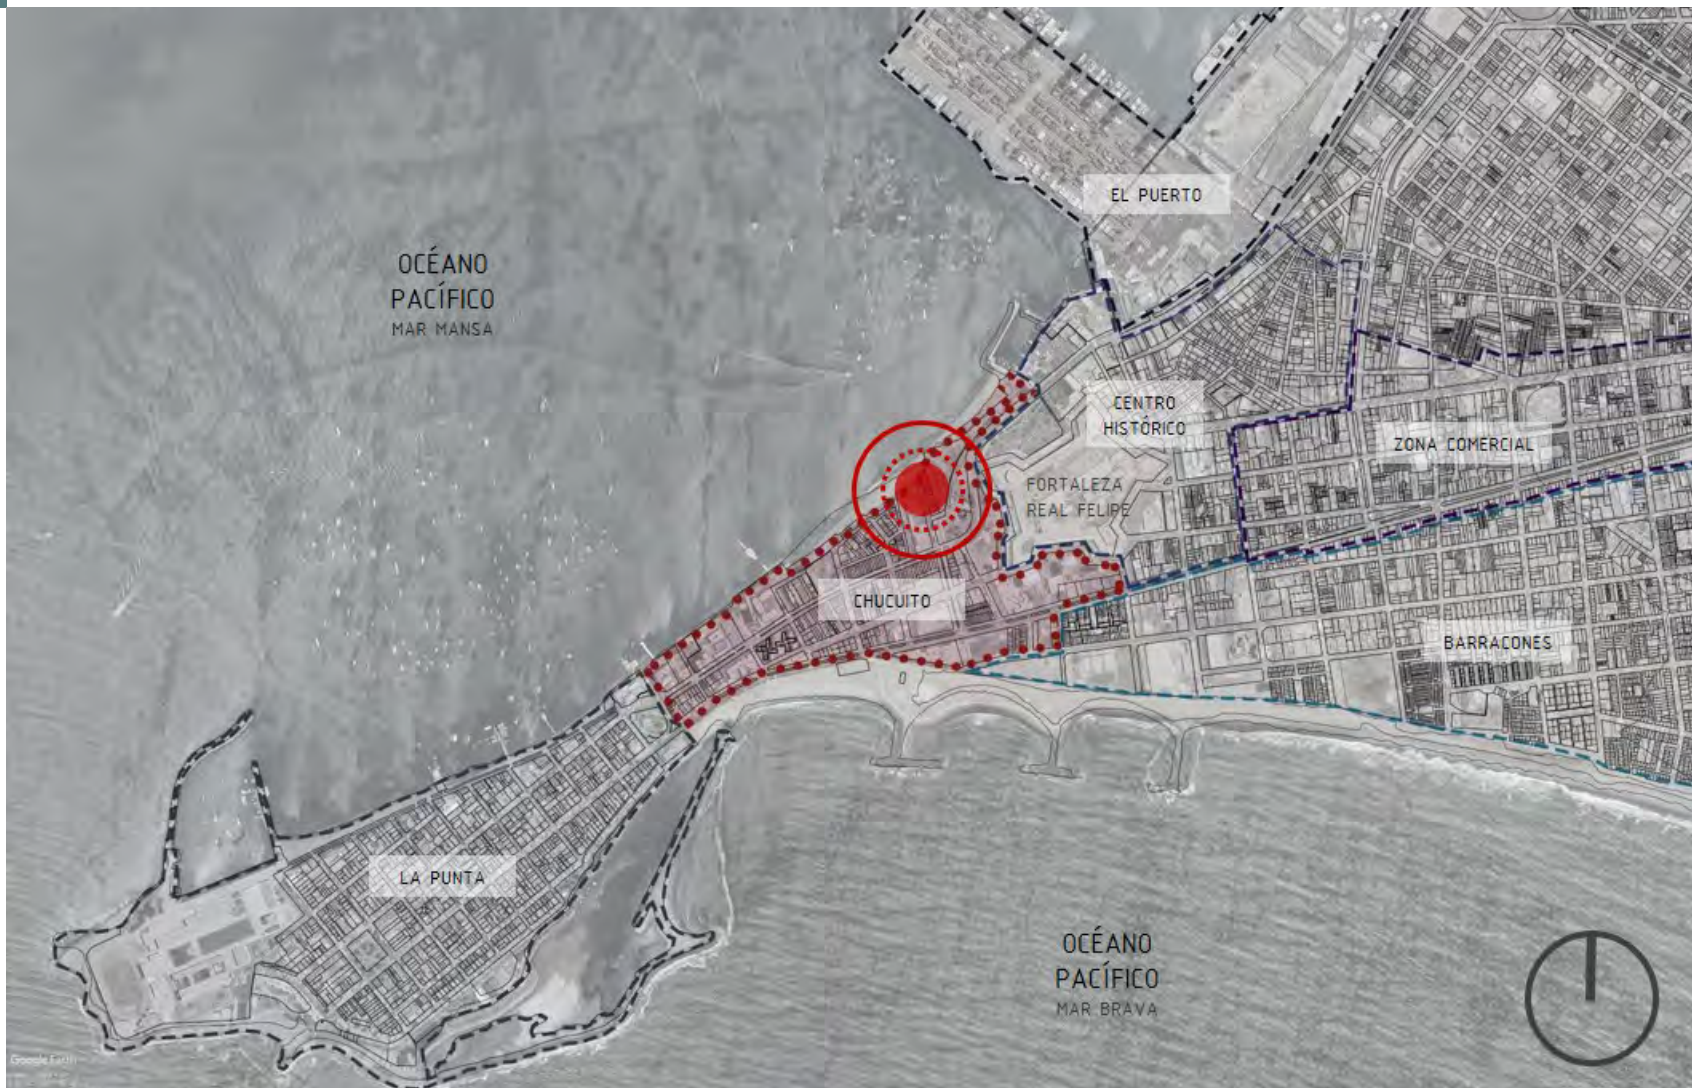 EL PUERTO
OCÉANO
PACÍFICO
MAR MANSA
CENTRO
HISTÓRICO
ZONA COMERCIAL
FORTALEZA
REAL FELIPE
CHUCUITO
BARRACONES
LA PUNTA
OCÉANO
PACÍFICO
MAR BRAVA
Google Earth